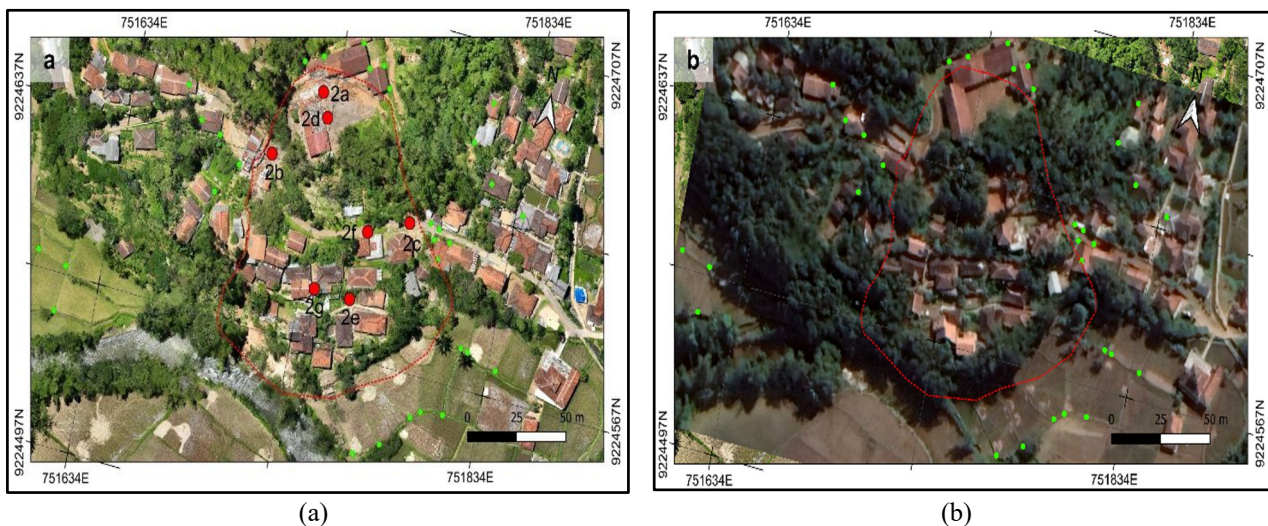 751634E 751834E
a
N
9224637N
9224707N
2a
2d
2b
2f
2c
2g
2e
0 25 50 m
9224497N
9224567N
751634E 751834E
(a)
751634E 751834E
b
N
9224637N
9224707N
0 25 50 m
9224497N
9224567N
751634E 751834E
(b)